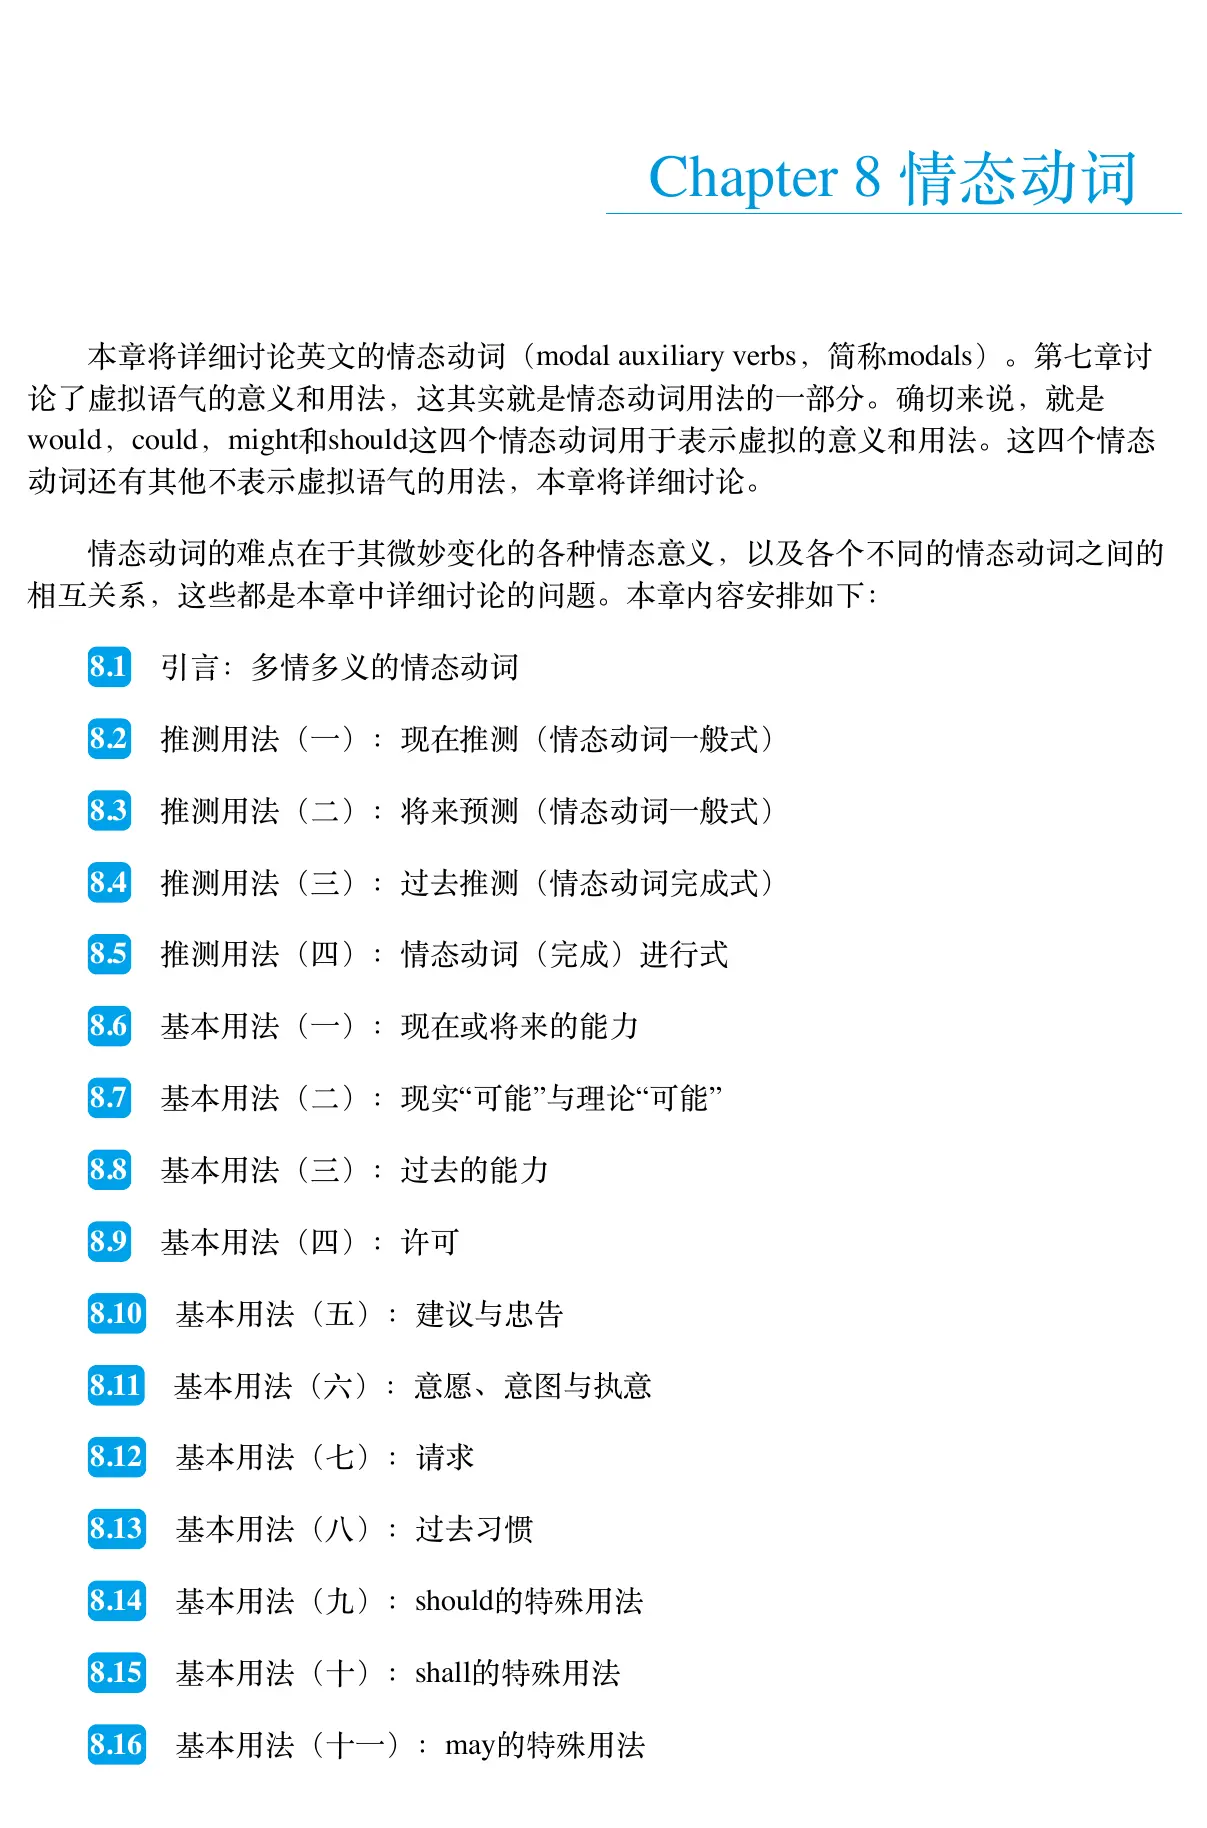 Chapter 8 情态动词
本章将详细讨论英文的情态动词（modal auxiliary verbs，简称modals）。第七章讨
论了虚拟语气的意义和用法，这其实就是情态动词用法的一部分。确切来说，就是
would，could，might和should这四个情态动词用于表示虚拟的意义和用法。这四个情态
动词还有其他不表示虚拟语气的用法，本章将详细讨论。
情态动词的难点在于其微妙变化的各种情态意义，以及各个不同的情态动词之间的
相互关系，这些都是本章中详细讨论的问题。本章内容安排如下：
8.1 引言：多情多义的情态动词
8.2 推测用法（一）：现在推测（情态动词一般式）
8.3 推测用法（二）：将来预测（情态动词一般式）
8.4 推测用法（三）：过去推测（情态动词完成式）
8.5 推测用法（四）：情态动词（完成）进行式
8.6 基本用法（一）：现在或将来的能力
8.7 基本用法（二）：现实“可能”与理论“可能”
8.8 基本用法（三）：过去的能力
8.9 基本用法（四）：许可
8.10 基本用法（五）：建议与忠告
8.11 基本用法（六）：意愿、意图与执意
8.12 基本用法（七）：请求
8.13 基本用法（八）：过去习惯
8.14 基本用法（九）：should的特殊用法
8.15 基本用法（十）：shall的特殊用法
8.16 基本用法（十一）：may的特殊用法